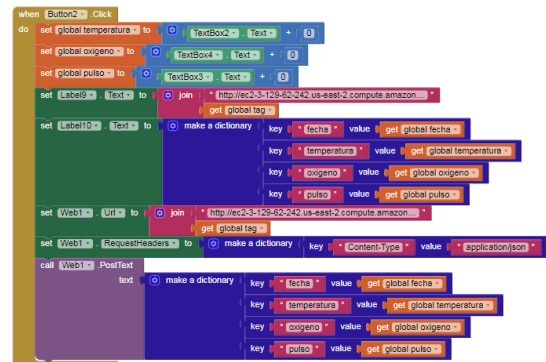 when Button2 .Click
do set global temperatura to TextBox2 . Text + 0
set global oxigeno to TextBox4 . Text + 0
set global pulso to TextBox3 . Text + 0
set Label9 . Text to join " http://ec2-3-129-62-242.us-east-2.compute.amazon... "
get global tag
set Label10 . Text to make a dictionary key " fecha " value get global fecha
key " temperatura " value get global temperatura
key " oxigeno " value get global oxigeno
key " pulso " value get global pulso
set Web1 . Url to join " http://ec2-3-129-62-242.us-east-2.compute.amazon... "
get global tag
set Web1 . RequestHeaders to make a dictionary key " Content-Type " value " application/json "
call Web1 .PostText
text make a dictionary key " fecha " value get global fecha
key " temperatura " value get global temperatura
key " oxigeno " value get global oxigeno
key " pulso " value get global pulso